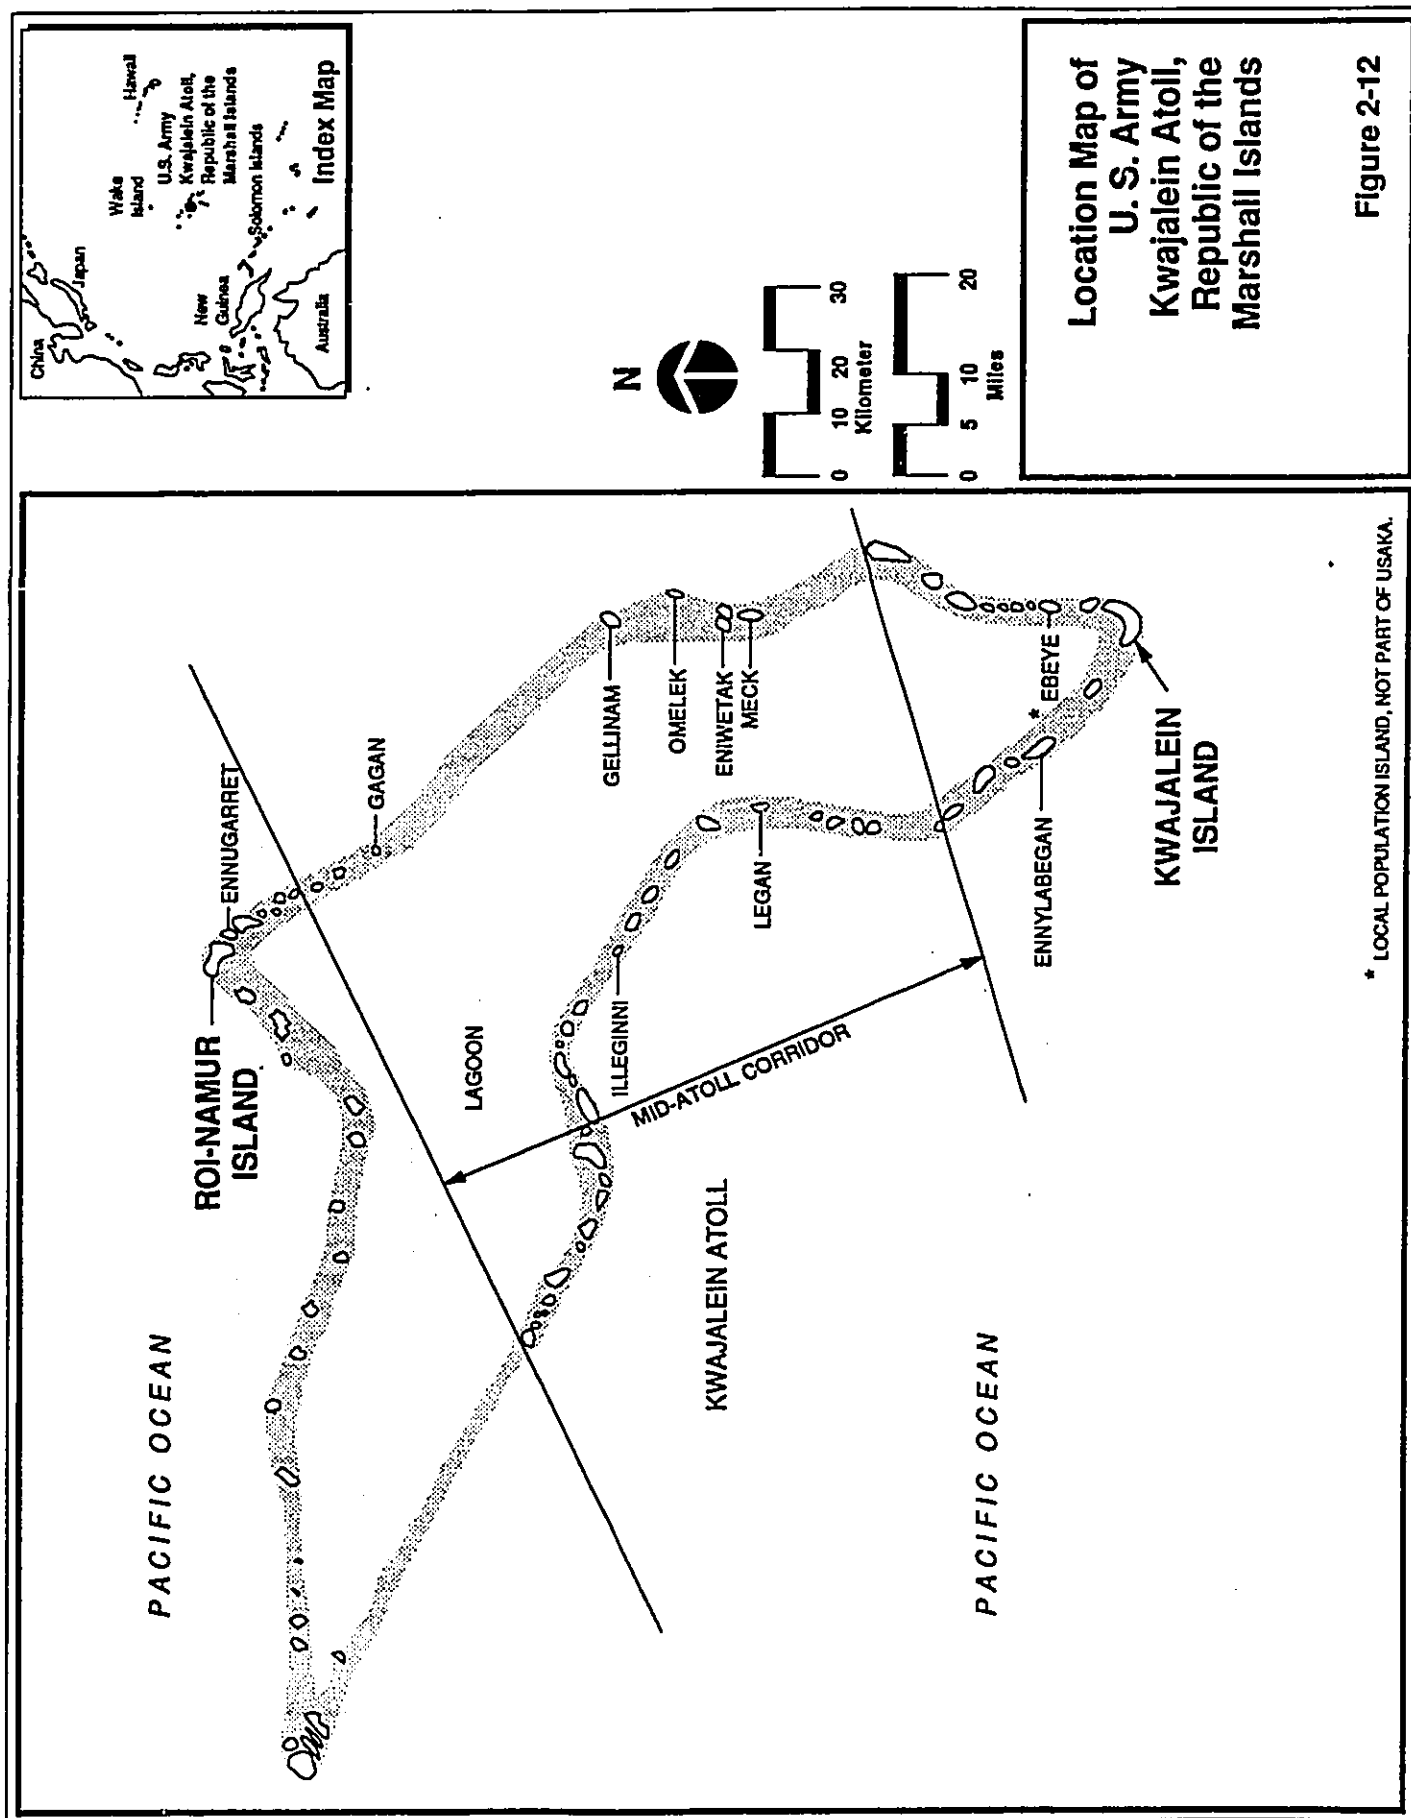 PACIFIC OCEAN
ROI-NAMUR
ISLAND
ENNUGARRET
GAGAN
LAGOON
GELLINAM
OMELEK
ENIWETAK
MECK
ILLEGINNI
LEGAN
MID-ATOLL CORRIDOR
KWAJALEIN ATOLL
* EBEYE
ENNYLABEGAN
KWAJALEIN
ISLAND
PACIFIC OCEAN
* LOCAL POPULATION ISLAND, NOT PART OF USAKA.
China
Japan
Wake
Island
Hawaii
U.S. Army
Kwajalein Atoll,
Republic of the
Marshall Islands
New
Guinea
Solomon Islands
Australia
Index Map
N
0 10 20 30
Kilometer
0 5 10 20
Miles
Location Map of
U. S. Army
Kwajalein Atoll,
Republic of the
Marshall Islands
Figure 2-12